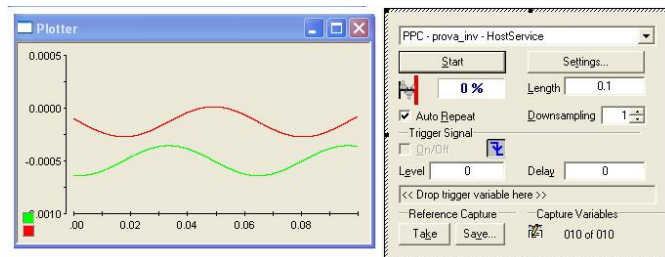 Plotter
0.0005
0.0000
-0.0005
-0.0010
.00 0.02 0.04 0.06 0.08
PPC - prova_inv - HostService
Start Settings...
0 % Length 0.1
Auto Repeat Downsampling 1
Trigger Signal
On/Off
Level 0 Delay 0
<< Drop trigger variable here >>
Reference Capture Capture Variables
Take Save... 010 of 010